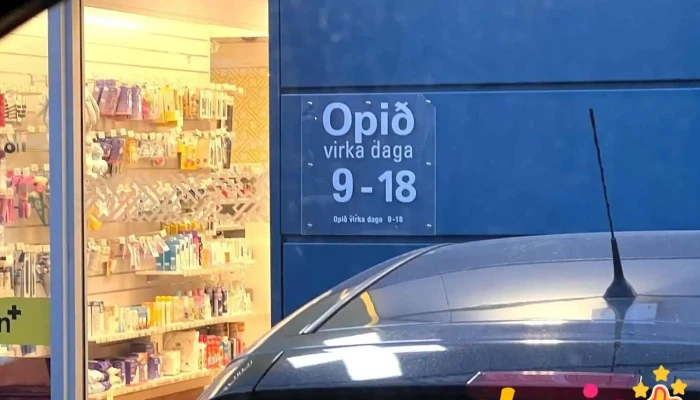 Opið
virka daga
9-18
Opið virka daga 9-18